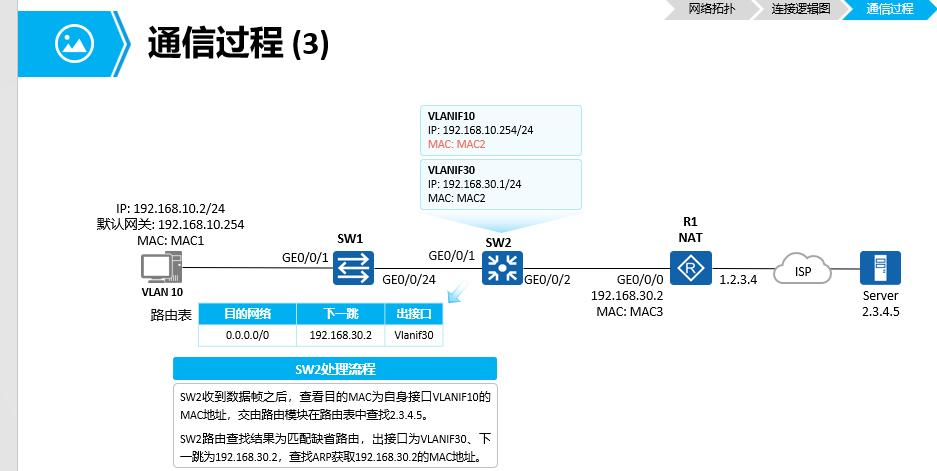 网络拓扑
连接逻辑图
通信过程
通信过程 (3)
VLANIF10
IP: 192.168.10.254/24
MAC: MAC2
VLANIF30
IP: 192.168.30.1/24
MAC: MAC2
IP: 192.168.10.2/24
默认网关: 192.168.10.254
MAC: MAC1
VLAN 10
SW1
GE0/0/1
GE0/0/24
SW2
GE0/0/1
GE0/0/2
R1
NAT
R
GE0/0/0
192.168.30.2
MAC: MAC3
1.2.3.4
ISP
Server
2.3.4.5
路由表
目的网络 下一跳 出接口
0.0.0.0/0 192.168.30.2 Vlanif30
SW2处理流程
SW2收到数据帧之后，查看目的MAC为自身接口VLANIF10的
MAC地址，交由路由模块在路由表中查找2.3.4.5。
SW2路由查找结果为匹配缺省路由，出接口为VLANIF30、下
一跳为192.168.30.2，查找ARP获取192.168.30.2的MAC地址。